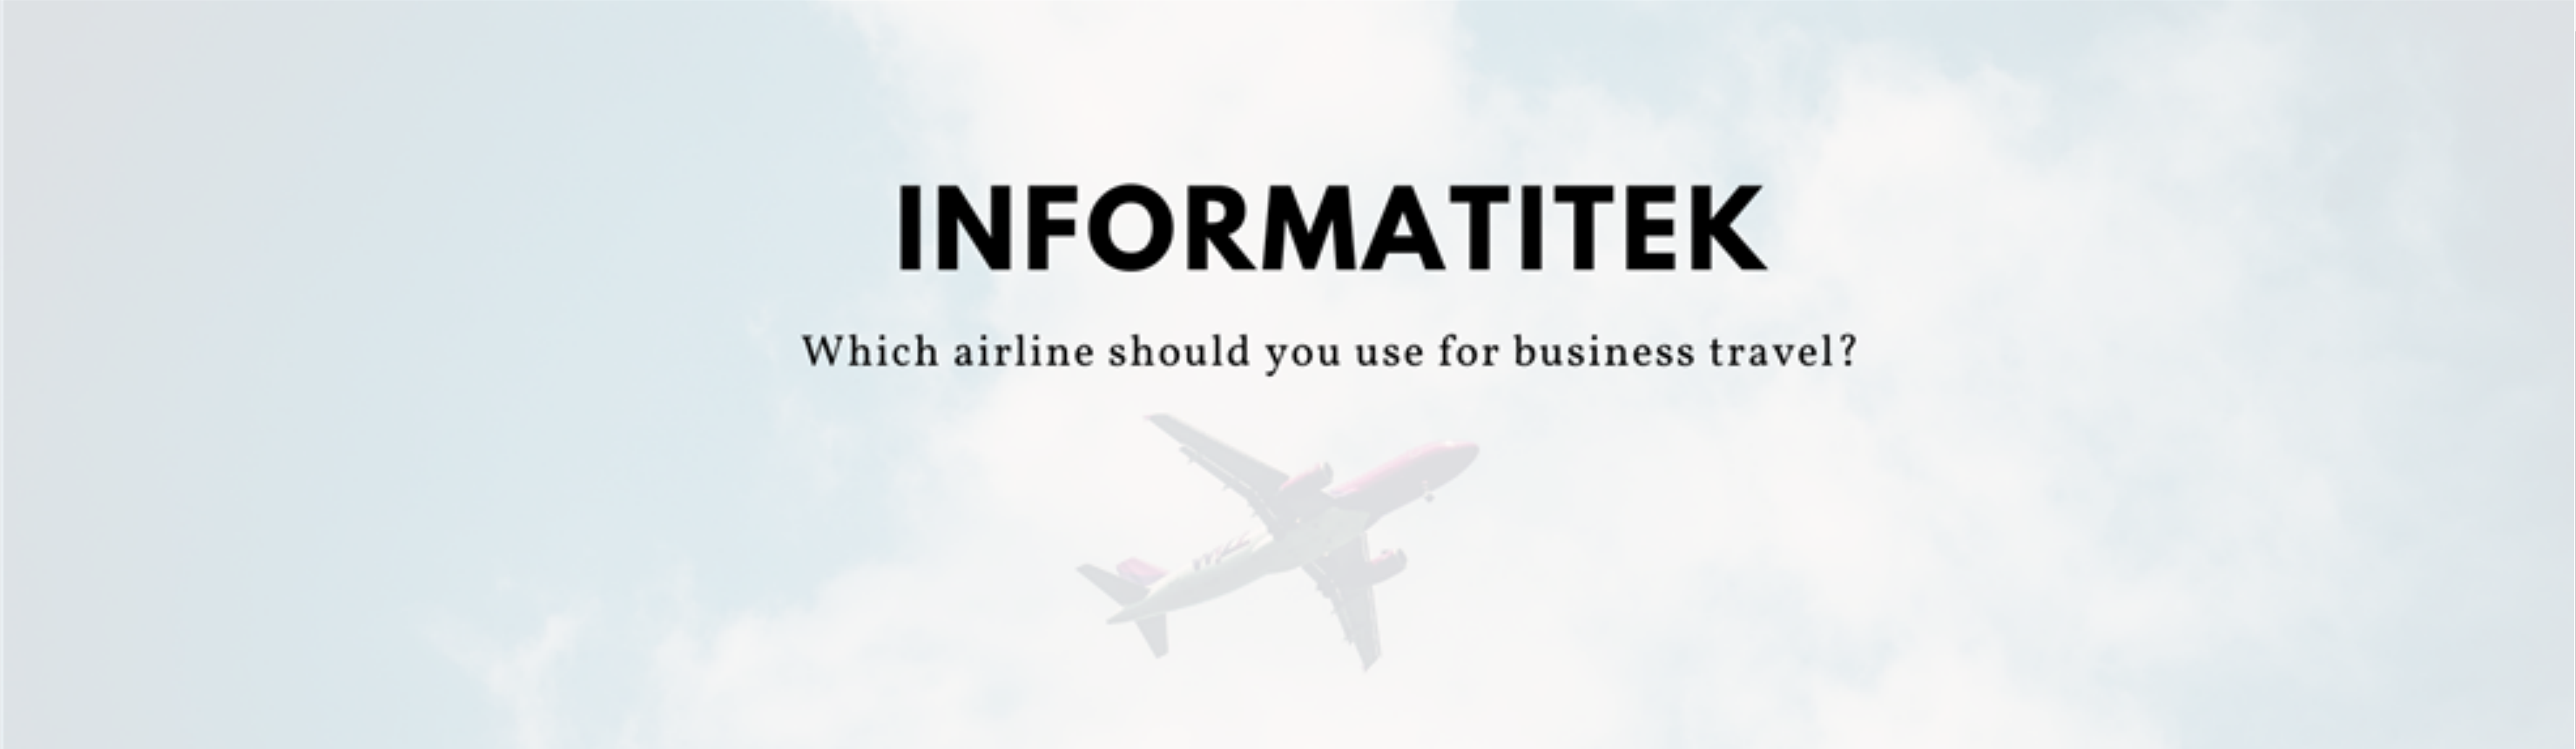 INFORMATITEK
Which airline should you use for business travel?